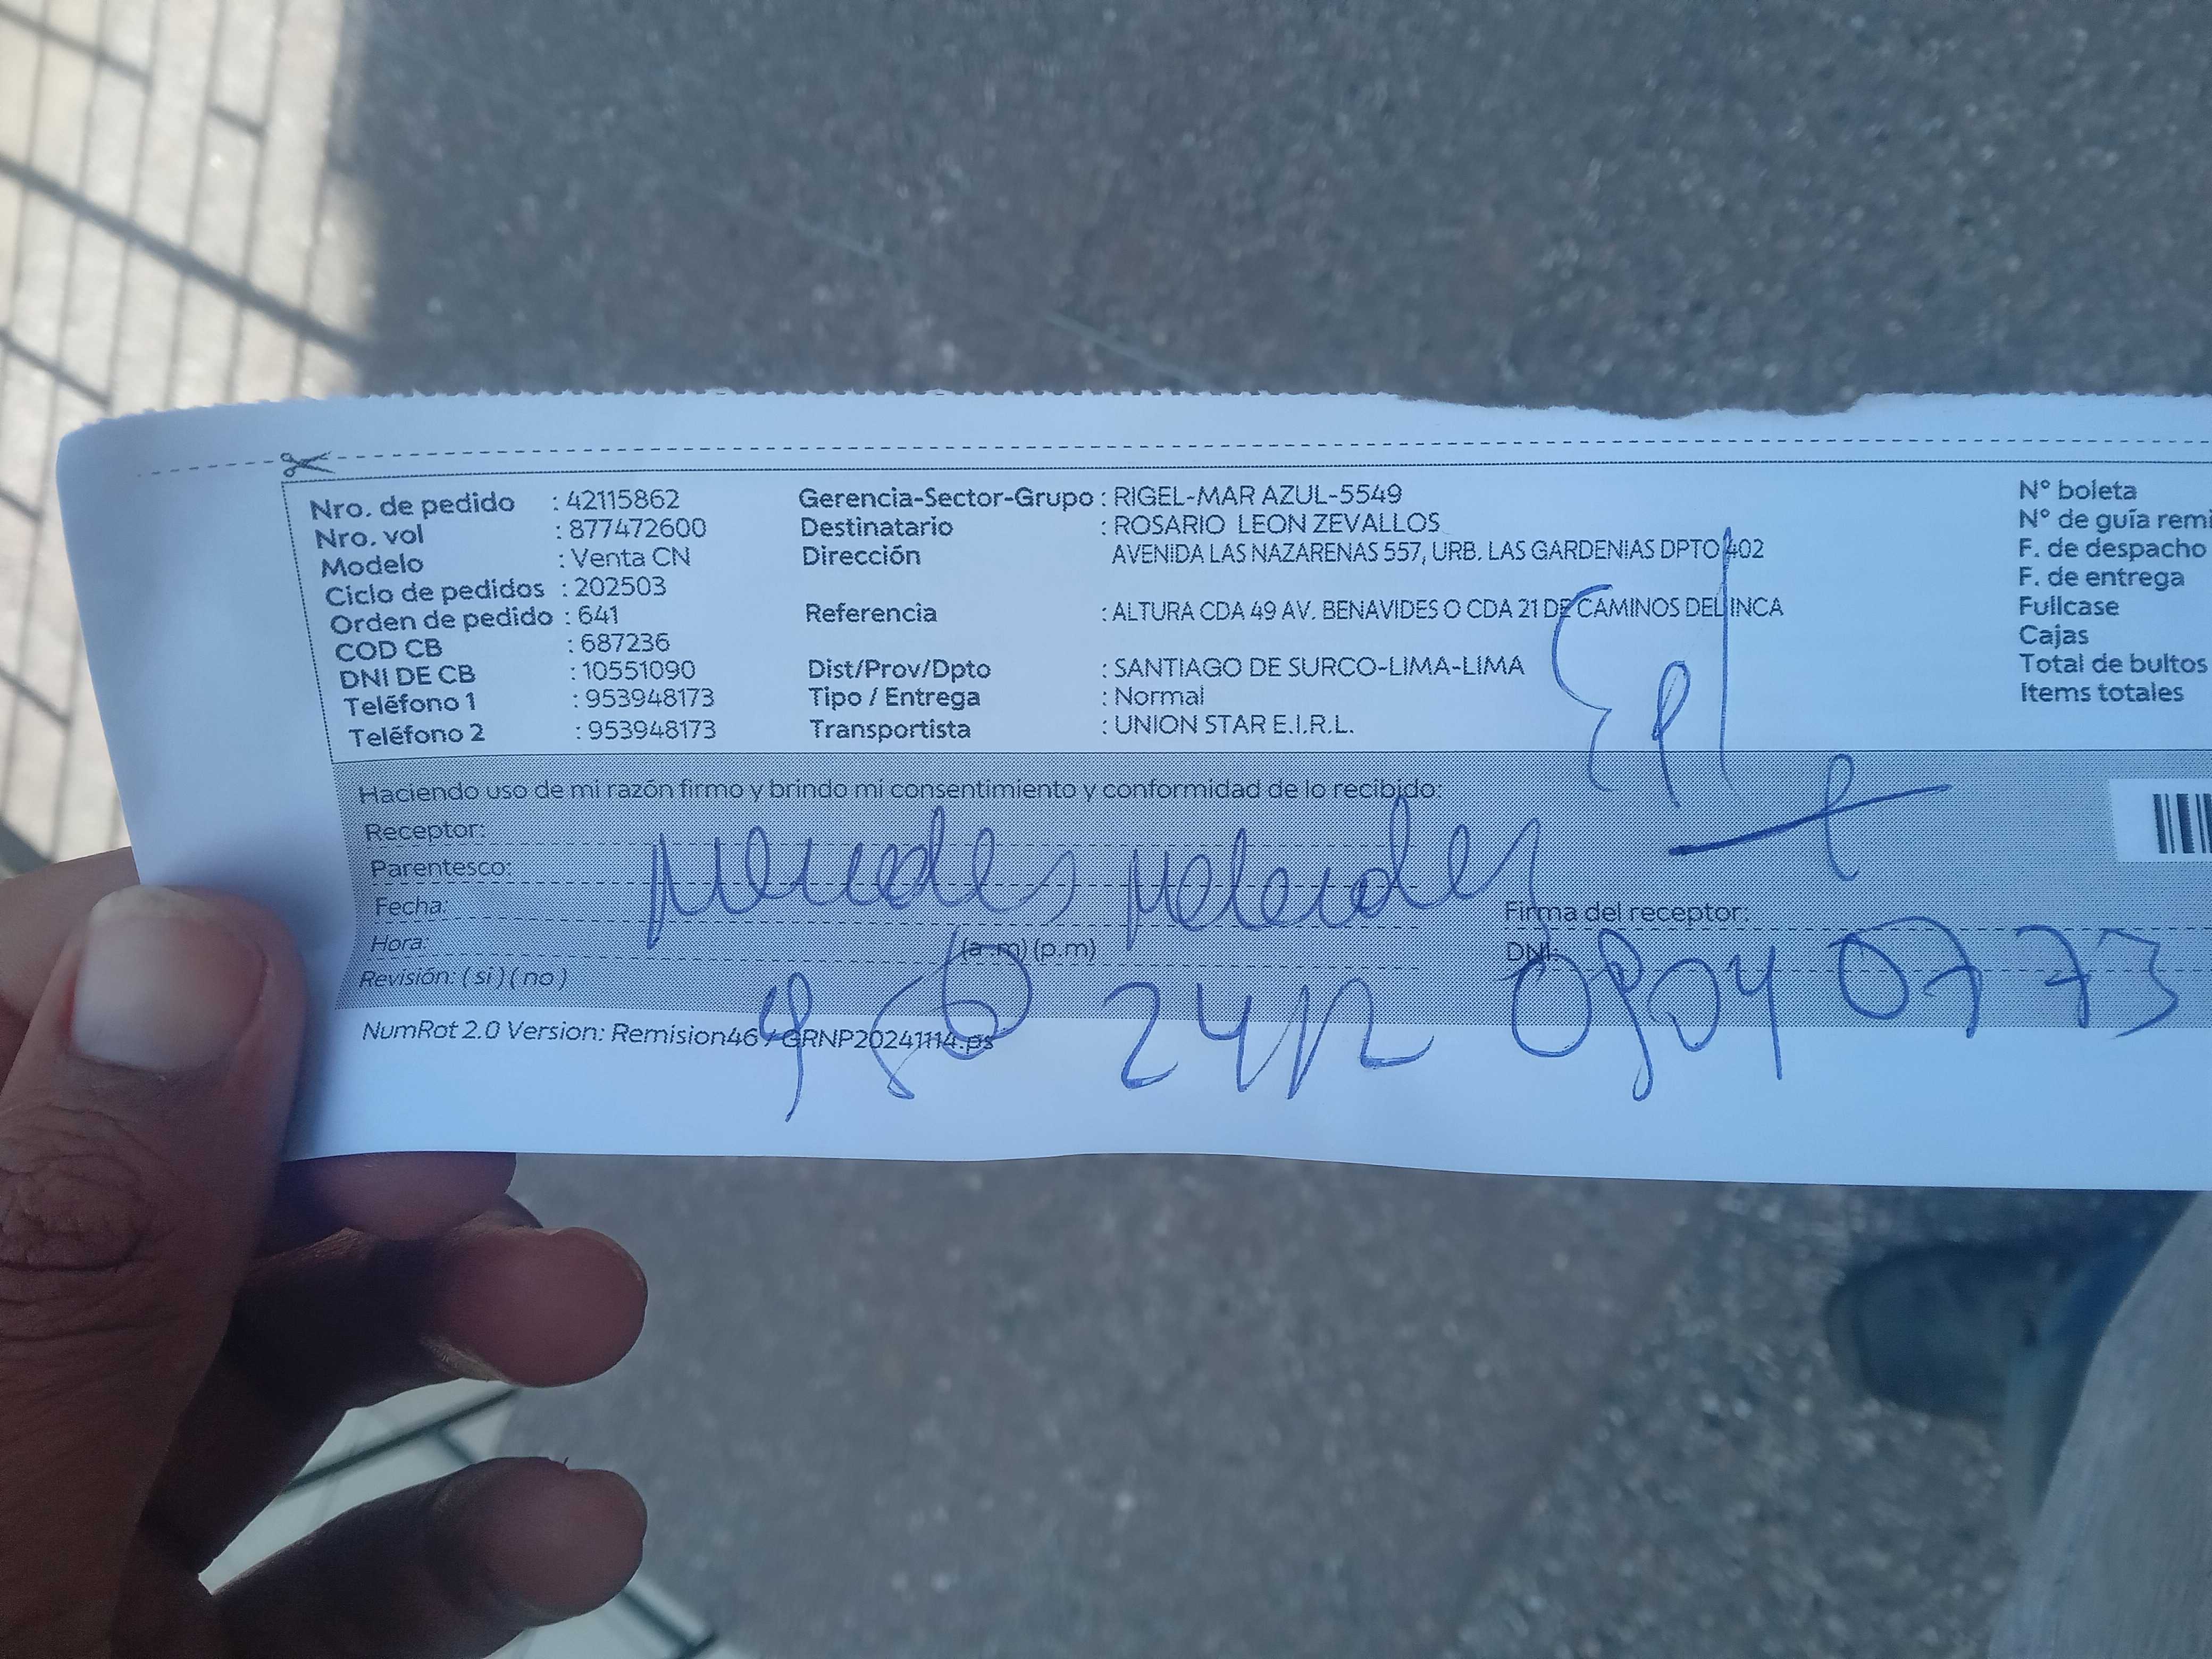 Nro. de pedido : 42115862
Nro. vol : 877472600
Modelo : Venta CN
Ciclo de pedidos : 202503
Orden de pedido : 641
COD CB : 687236
DNI DE CB : 10551090
Teléfono 1 : 953948173
Teléfono 2 : 953948173
Gerencia-Sector-Grupo : RIGEL-MAR AZUL-5549
Destinatario : ROSARIO LEON ZEVALLOS
Dirección AVENIDA LAS NAZARENAS 557, URB. LAS GARDENIAS DPTO 402
Referencia : ALTURA CDA 49 AV. BENAVIDES O CDA 21 DE CAMINOS DEL INCA
Dist/Prov/Dpto : SANTIAGO DE SURCO-LIMA-LIMA
Tipo / Entrega : Normal
Transportista : UNION STAR E.I.R.L.
N° boleta
N° de guía remi
F. de despacho
F. de entrega
Fullcase
Cajas
Total de bultos
Items totales
Haciendo uso de mi razón firmo y brindo mi consentimiento y conformidad de lo recibido:
Receptor:
Parentesco:
Mercedes Melendez
Fecha:
Firma del receptor:
Hora: (a .m) (p.m)
DNI: 08040773
Revisión: ( si ) ( no )
NumRot 2.0 Version: Remision46 / GRNP20241114.ps